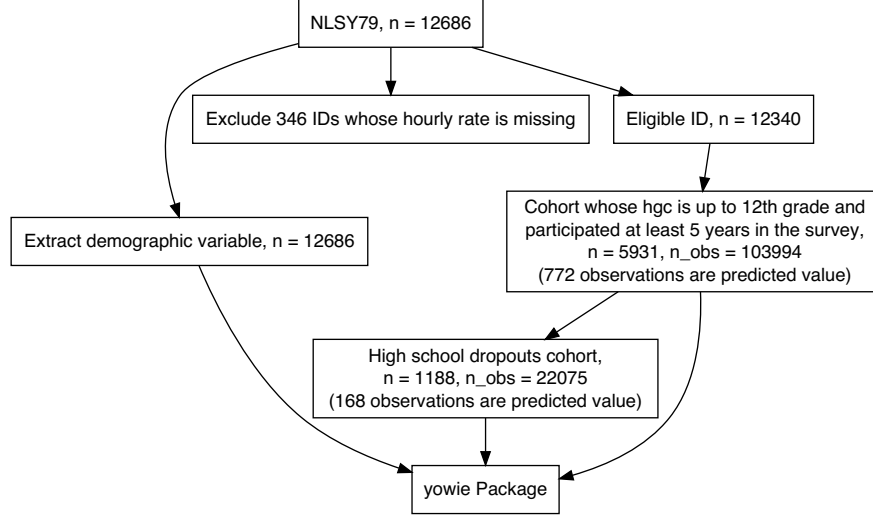 NLSY79, n = 12686
Exclude 346 IDs whose hourly rate is missing
Eligible ID, n = 12340
Extract demographic variable, n = 12686
Cohort whose hgc is up to 12th grade and
participated at least 5 years in the survey,
n = 5931, n_obs = 103994
(772 observations are predicted value)
High school dropouts cohort,
n = 1188, n_obs = 22075
(168 observations are predicted value)
yowie Package